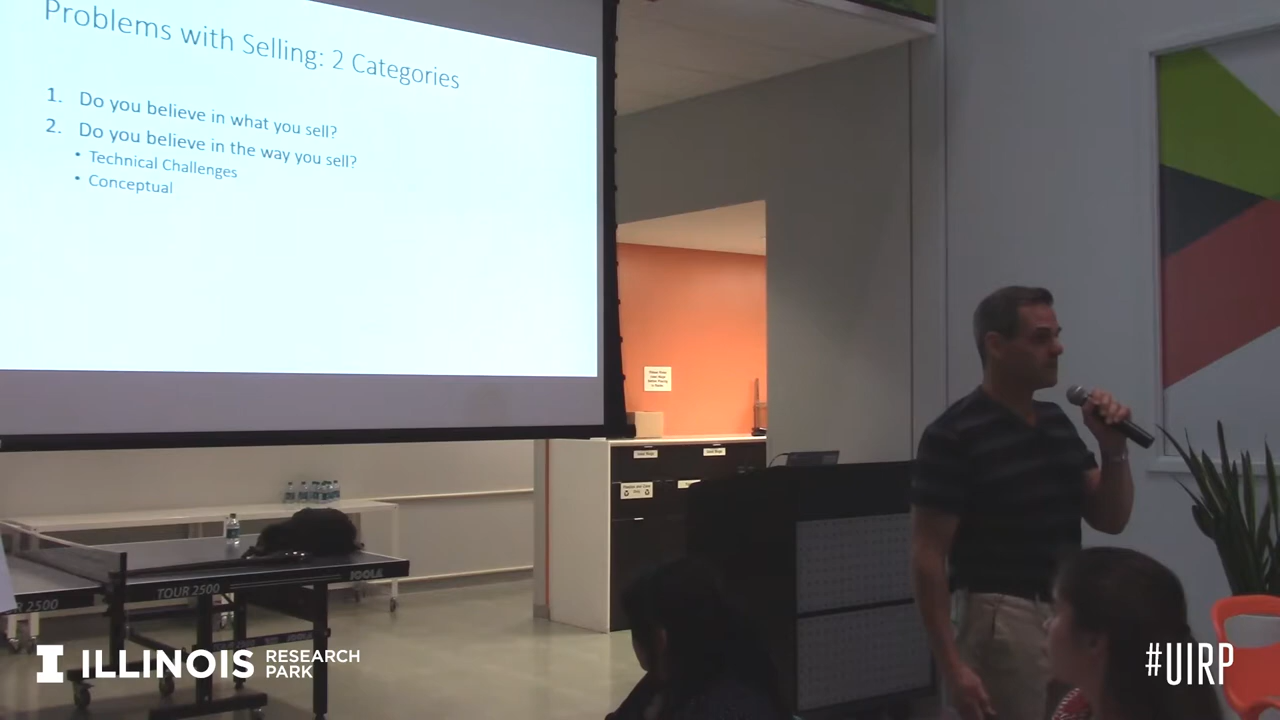 Problems with Selling: 2 Categories
1. Do you believe in what you sell?
2. Do you believe in the way you sell?
• Technical Challenges
• Conceptual
TOUR 2500
JOOLA
R 2500
ILLINOIS RESEARCH PARK
#UIRP